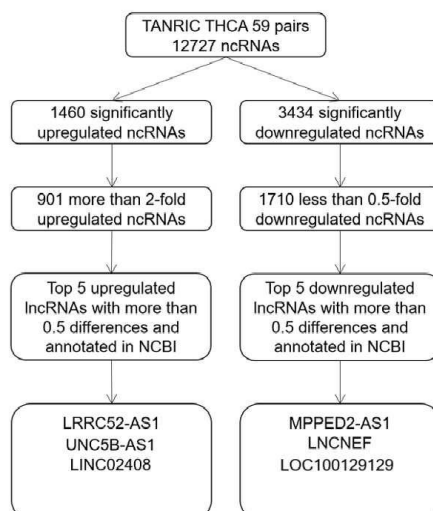 TANRIC THCA 59 pairs
12727 ncRNAs
1460 significantly
upregulated ncRNAs
3434 significantly
downregulated ncRNAs
901 more than 2-fold
upregulated ncRNAs
1710 less than 0.5-fold
downregulated ncRNAs
Top 5 upregulated
lncRNAs with more than
0.5 differences and
annotated in NCBI
Top 5 downregulated
lncRNAs with more than
0.5 differences and
annotated in NCBI
LRRC52-AS1
UNC5B-AS1
LINC02408
MPPED2-AS1
LNCNEF
LOC100129129